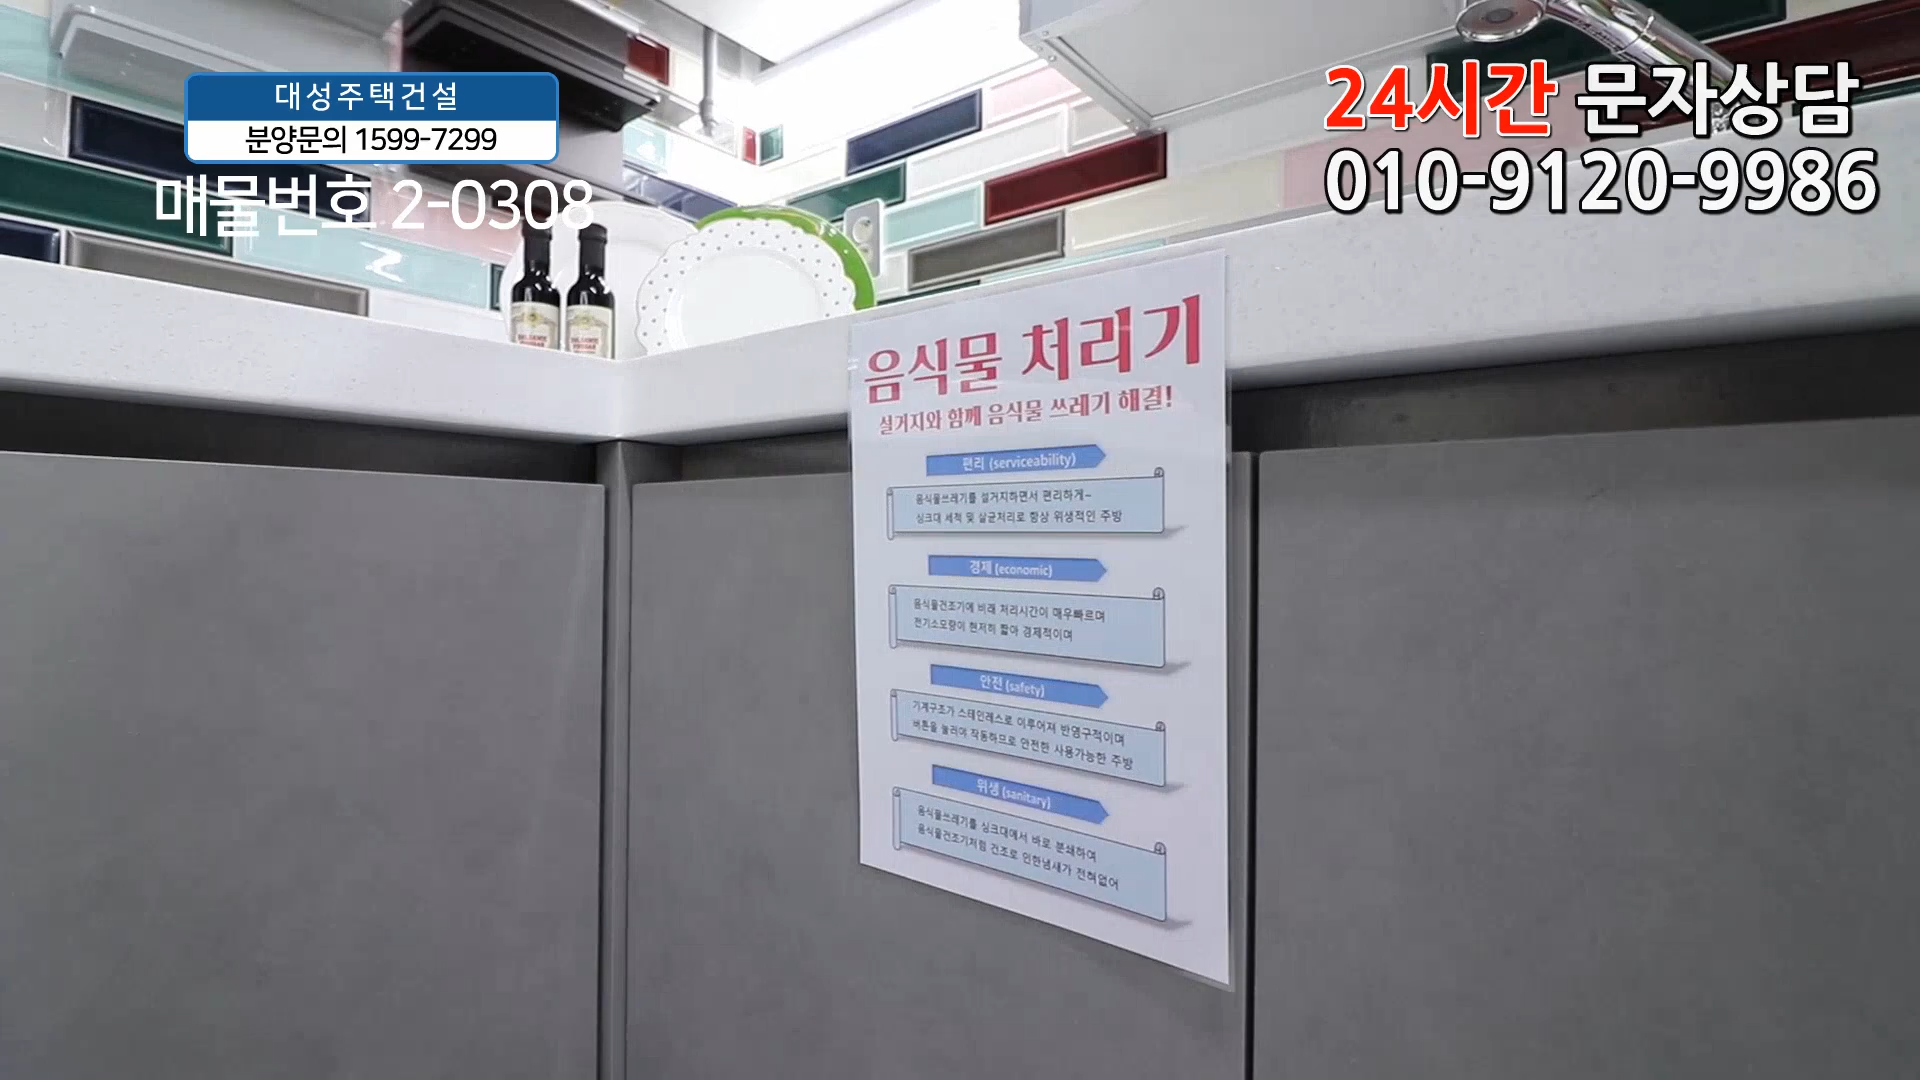 대성주택건설
분양문의 1599-7299
매물번호 2-0308
24시간 문자상담
010-9120-9986
음식물 처리기
설거지와 함께 음식물 쓰레기 해결!
편리 (serviceability)
음식물쓰레기를 설거지하면서 편리하게~
싱크대 세척 및 살균처리로 항상 위생적인 주방
경제 (economic)
음식물건조기에 비래 처리시간이 매우빠르며
전기소모량이 현저히 짧아 경제적이며
안전 (safety)
기계구조가 스테인레스로 이루어져 반영구적이며
버튼을 눌러야 작동하므로 안전한 사용가능한 주방
위생 (sanitary)
음식물쓰레기를 싱크대에서 바로 분쇄하여
음식물건조기처럼 건조로 인한냄새가 전혀없어